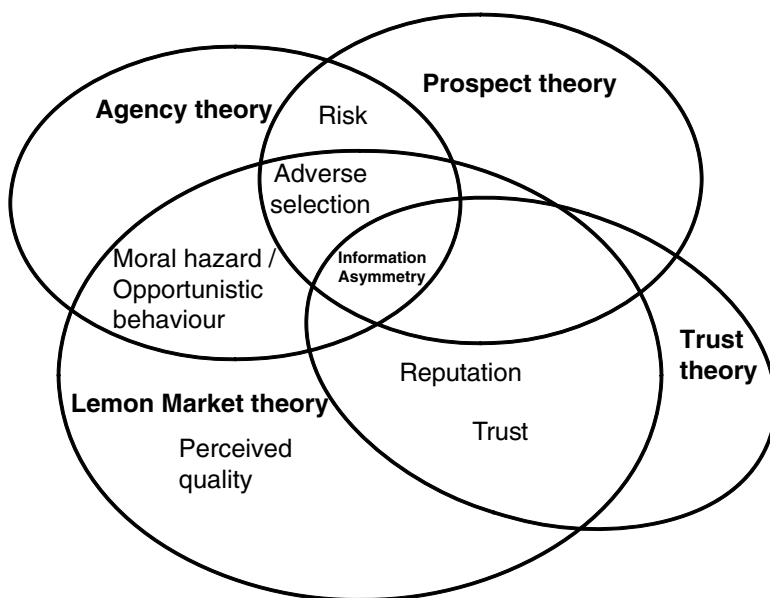 Prospect theory
Agency theory
Risk
Adverse
selection
Information
Asymmetry
Moral hazard /
Opportunistic
behaviour
Trust
theory
Reputation
Lemon Market theory
Trust
Perceived
quality